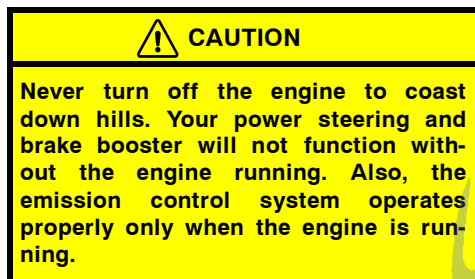 CAUTION
Never turn off the engine to coast
down hills. Your power steering and
brake booster will not function with-
out the engine running. Also, the
emission control system operates
properly only when the engine is run-
ning.